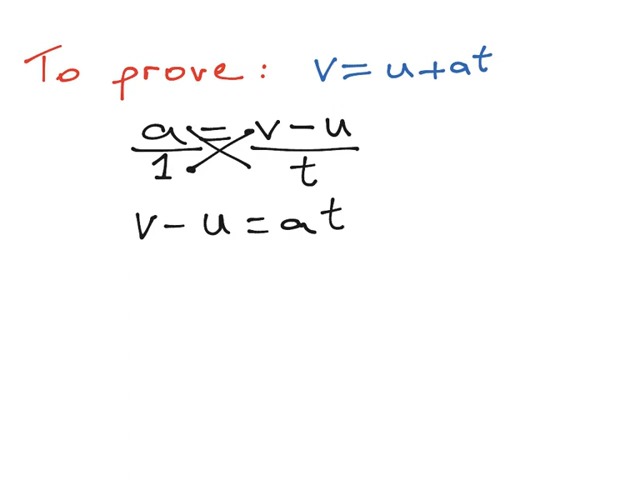 To prove: v = u + at
a = v - u
1 t
v - u = at